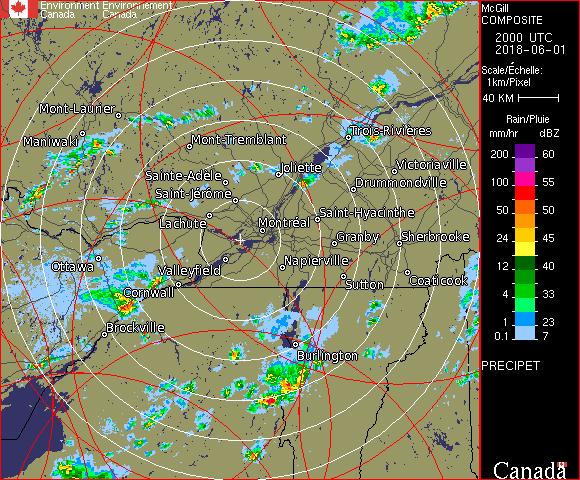 Environment Environnement
Canada Canada
McGill
COMPOSITE
2000 UTC
2018-06-01
Scale/Échelle:
1km/Pixel
40 KM
Rain/Pluie
mm/hr dBZ
200 60
100 55
50 50
24 45
12 40
4 33
1 23
0.1 7
PRECIPET
Canada
Mont-Laurier
Maniwaki
Mont-Tremblant
Trois-Rivières
Sainte-Adèle
Joliette
Victoriaville
Saint-Jérôme
Drummondville
Lachute
Montréal
Saint-Hyacinthe
Granby
Sherbrooke
Ottawa
Valleyfield
Napierville
Cornwall
Sutton
Coaticook
Brockville
Burlington